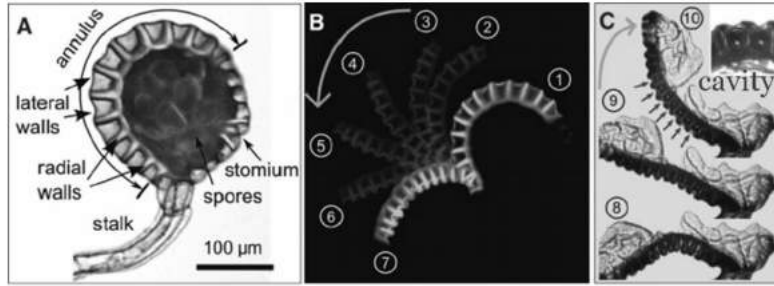 A
annulus
lateral
walls
radial
walls
stomium
spores
stalk
100 µm
B
③
②
④
①
⑤
⑥
⑦
C
⑩
cavity
⑨
⑧